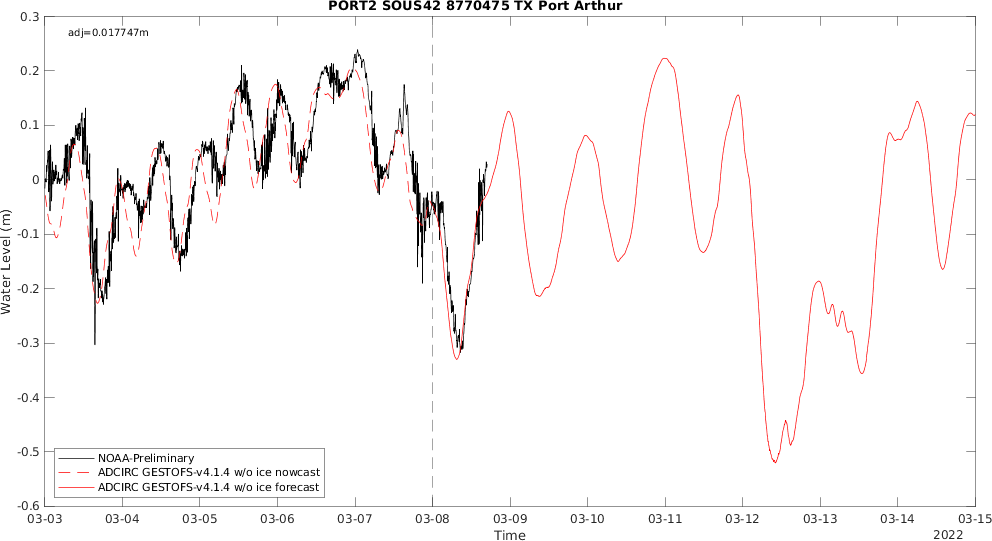 PORT2 SOUS42 8770475 TX Port Arthur
adj=0.017747m
0.3
0.2
0.1
0
-0.1
-0.2
-0.3
-0.4
-0.5
-0.6
Water Level (m)
NOAA-Preliminary
ADCIRC GESTOFS-v4.1.4 w/o ice nowcast
ADCIRC GESTOFS-v4.1.4 w/o ice forecast
03-03 03-04 03-05 03-06 03-07 03-08 03-09 03-10 03-11 03-12 03-13 03-14 03-15
Time
2022